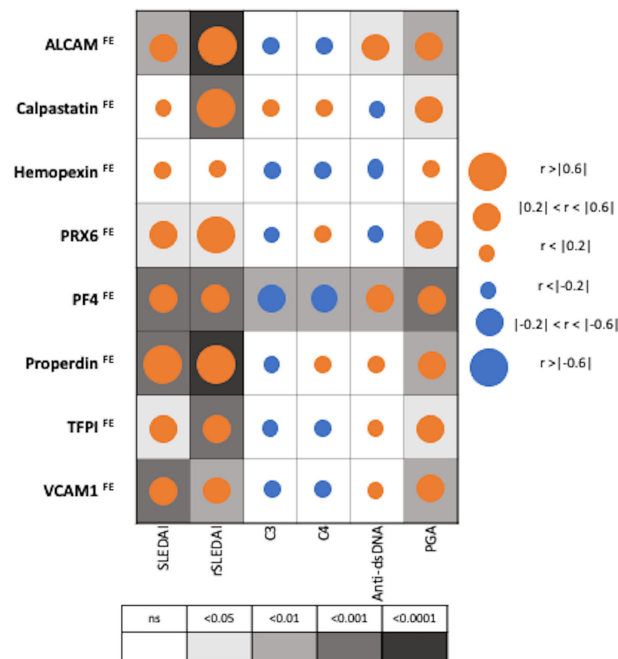 ALCAM FE
Calpastatin FE
Hemopexin FE
PRX6 FE
PF4 FE
Properdin FE
TFPI FE
VCAM1 FE
SLEDAI
rSLEDAI
C3
C4
Anti-dsDNA
PGA
r >|0.6|
|0.2| < r < |0.6|
r < |0.2|
r <|-0.2|
|-0.2| < r < |-0.6|
r >|-0.6|
ns <0.05 <0.01 <0.001 <0.0001